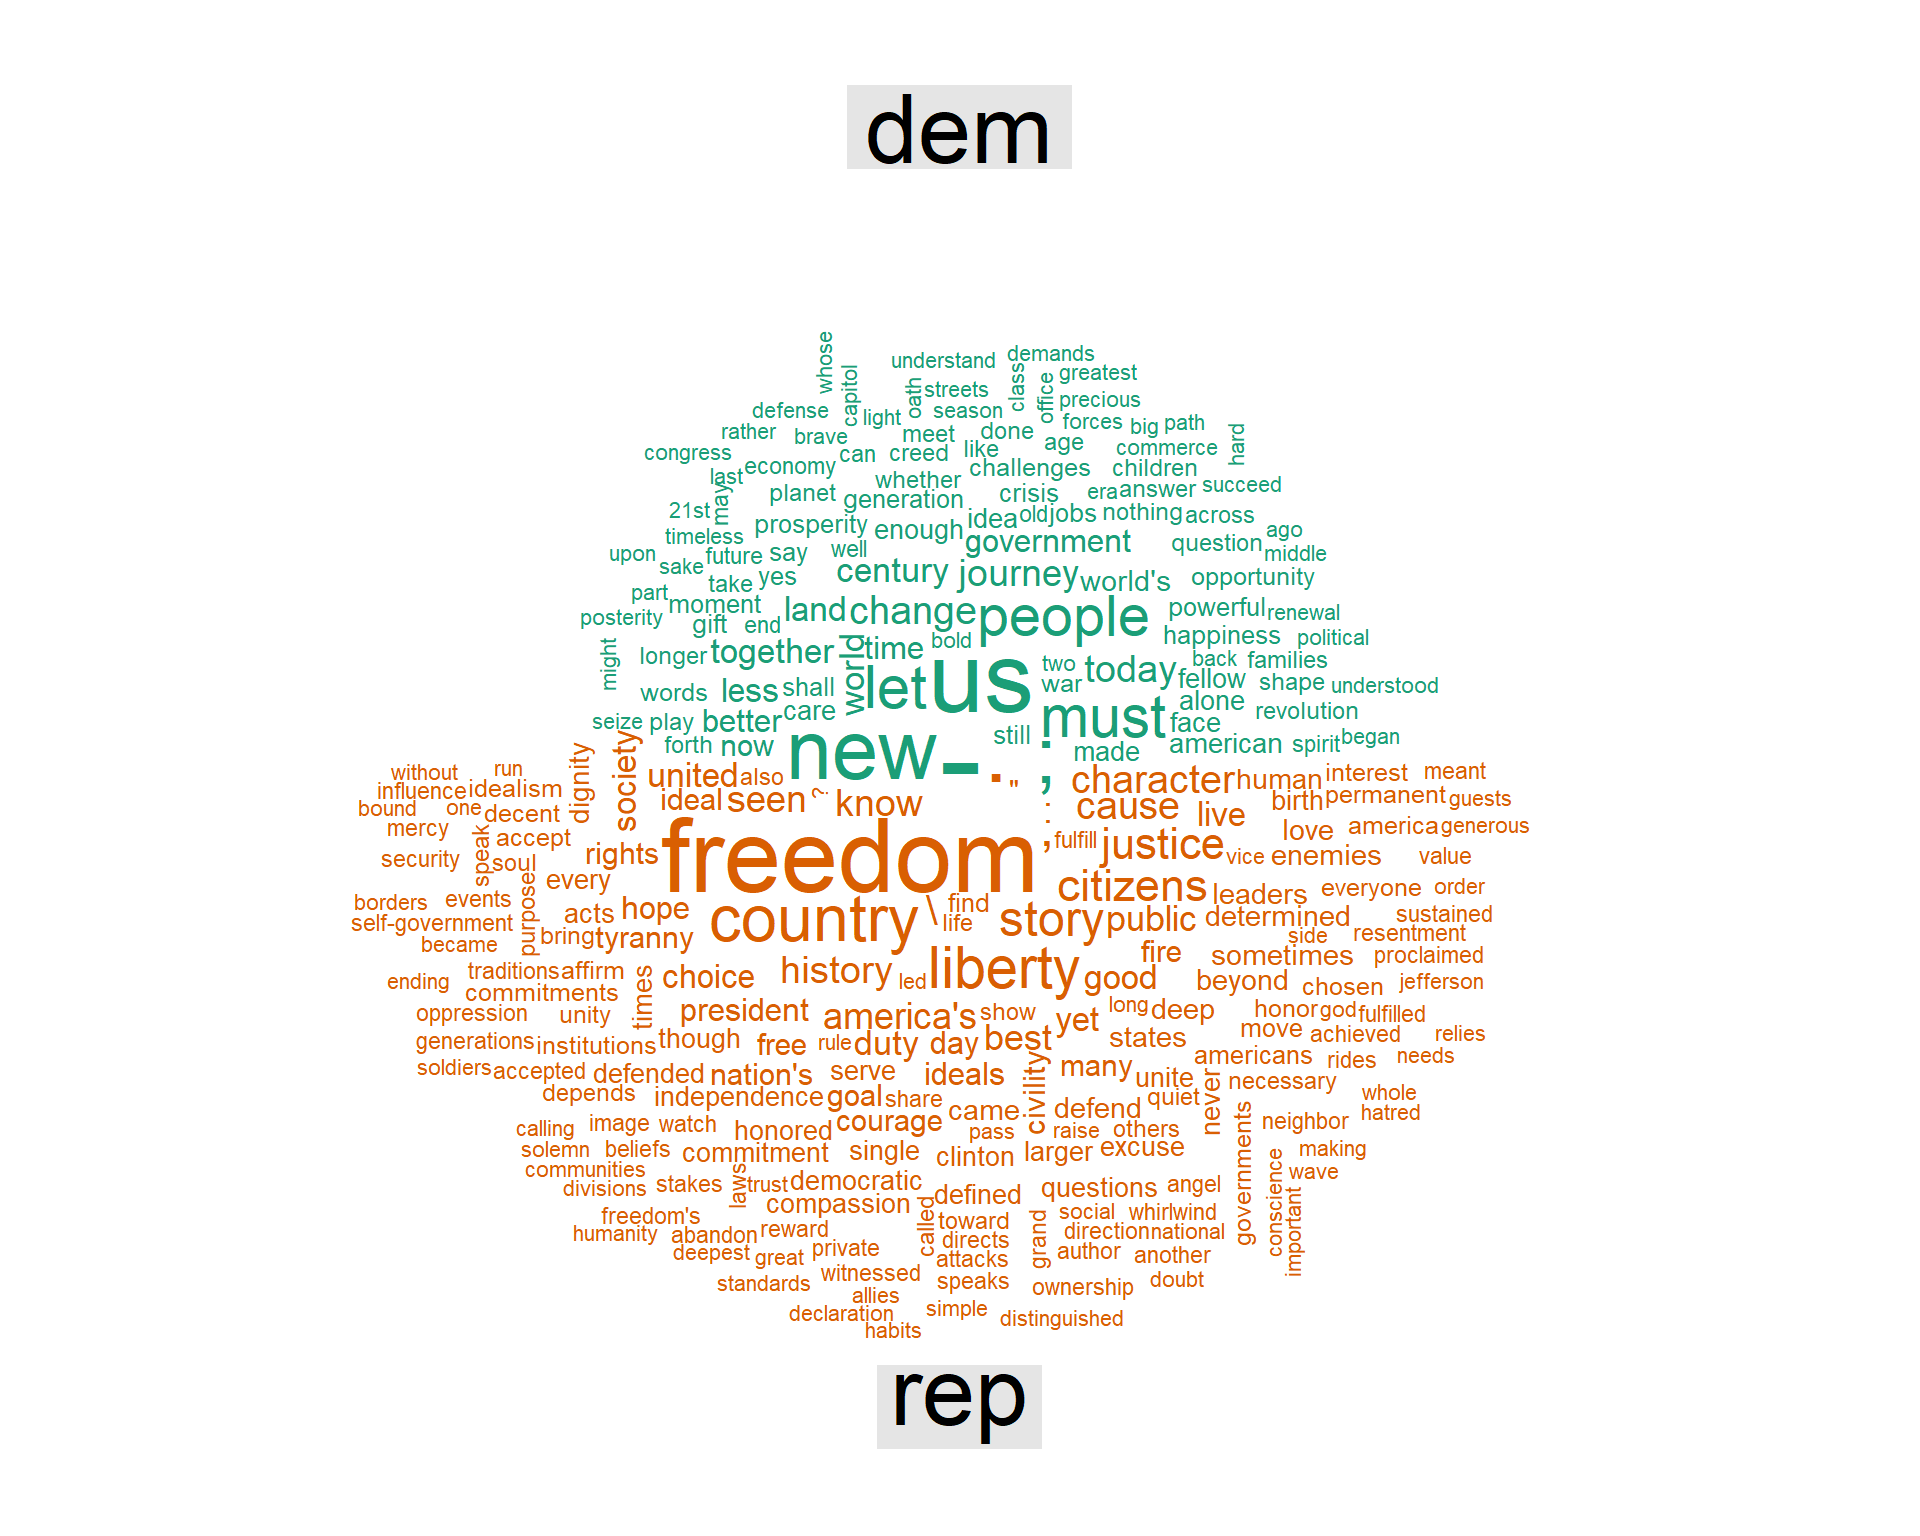 dem
whose understand demands
capitol oath streets class office greatest
defense light season precious
rather brave meet done forces big path
congress can creed like age commerce hard
last economy whether challenges children
may planet generation crisis era answer succeed
21st prosperity enough idea old jobs nothing across
timeless government question ago
upon future say well middle
sake take yes century journey world's opportunity
part moment land change people powerful renewal
posterity gift end happiness political
might longer together world time bold two today back families
words less shall let us war fellow shape understood
seize play better care must alone revolution
forth now new - still face made american spirit began
without run dignity society united also . " ; character human interest meant
influence idealism ideal seen ? know cause birth permanent guests
bound one decent : live
mercy speak accept freedom ; fulfill justice love america generous
security soul rights vice enemies value
purpose every citizens leaders everyone order
borders events acts hope country \ find story public determined sustained
self-government became bring tyranny life side resentment
ending traditions affirm times choice history led liberty good fire sometimes proclaimed
commitments beyond chosen jefferson
oppression unity president america's show yet long deep honor god fulfilled
generations institutions though free rule duty day best states move achieved relies
soldiers accepted defended nation's serve ideals civility many americans rides needs
depends independence goal share unite never necessary whole
calling image watch honored courage came defend quiet governments neighbor hatred
solemn beliefs commitment single pass raise others making
communities clinton larger excuse conscience wave
divisions stakes laws trust democratic defined questions angel important
freedom's compassion called toward grand social whirlwind
humanity abandon reward directs direction national
deepest great private attacks author another
standards witnessed speaks ownership doubt
allies
declaration simple distinguished
habits
rep